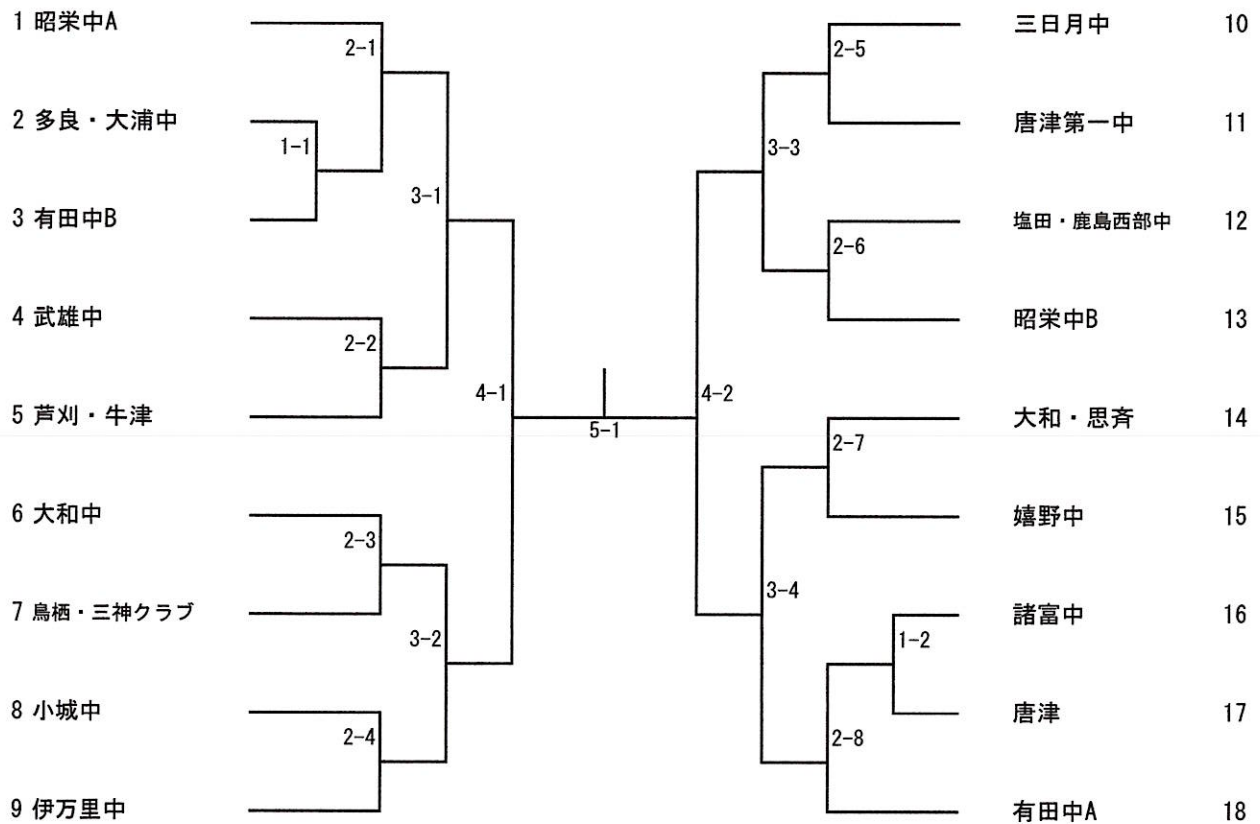 1 昭栄中A
2-1
2 多良・大浦中
1-1
3 有田中B
3-1
4 武雄中
2-2
5 芦刈・牛津
4-1
6 大和中
2-3
7 鳥栖・三神クラブ
3-2
8 小城中
2-4
9 伊万里中
5-1
三日月中 10
2-5
唐津第一中 11
3-3
塩田・鹿島西部中 12
2-6
昭栄中B 13
4-2
大和・思斉 14
2-7
嬉野中 15
3-4
諸富中 16
1-2
唐津 17
2-8
有田中A 18